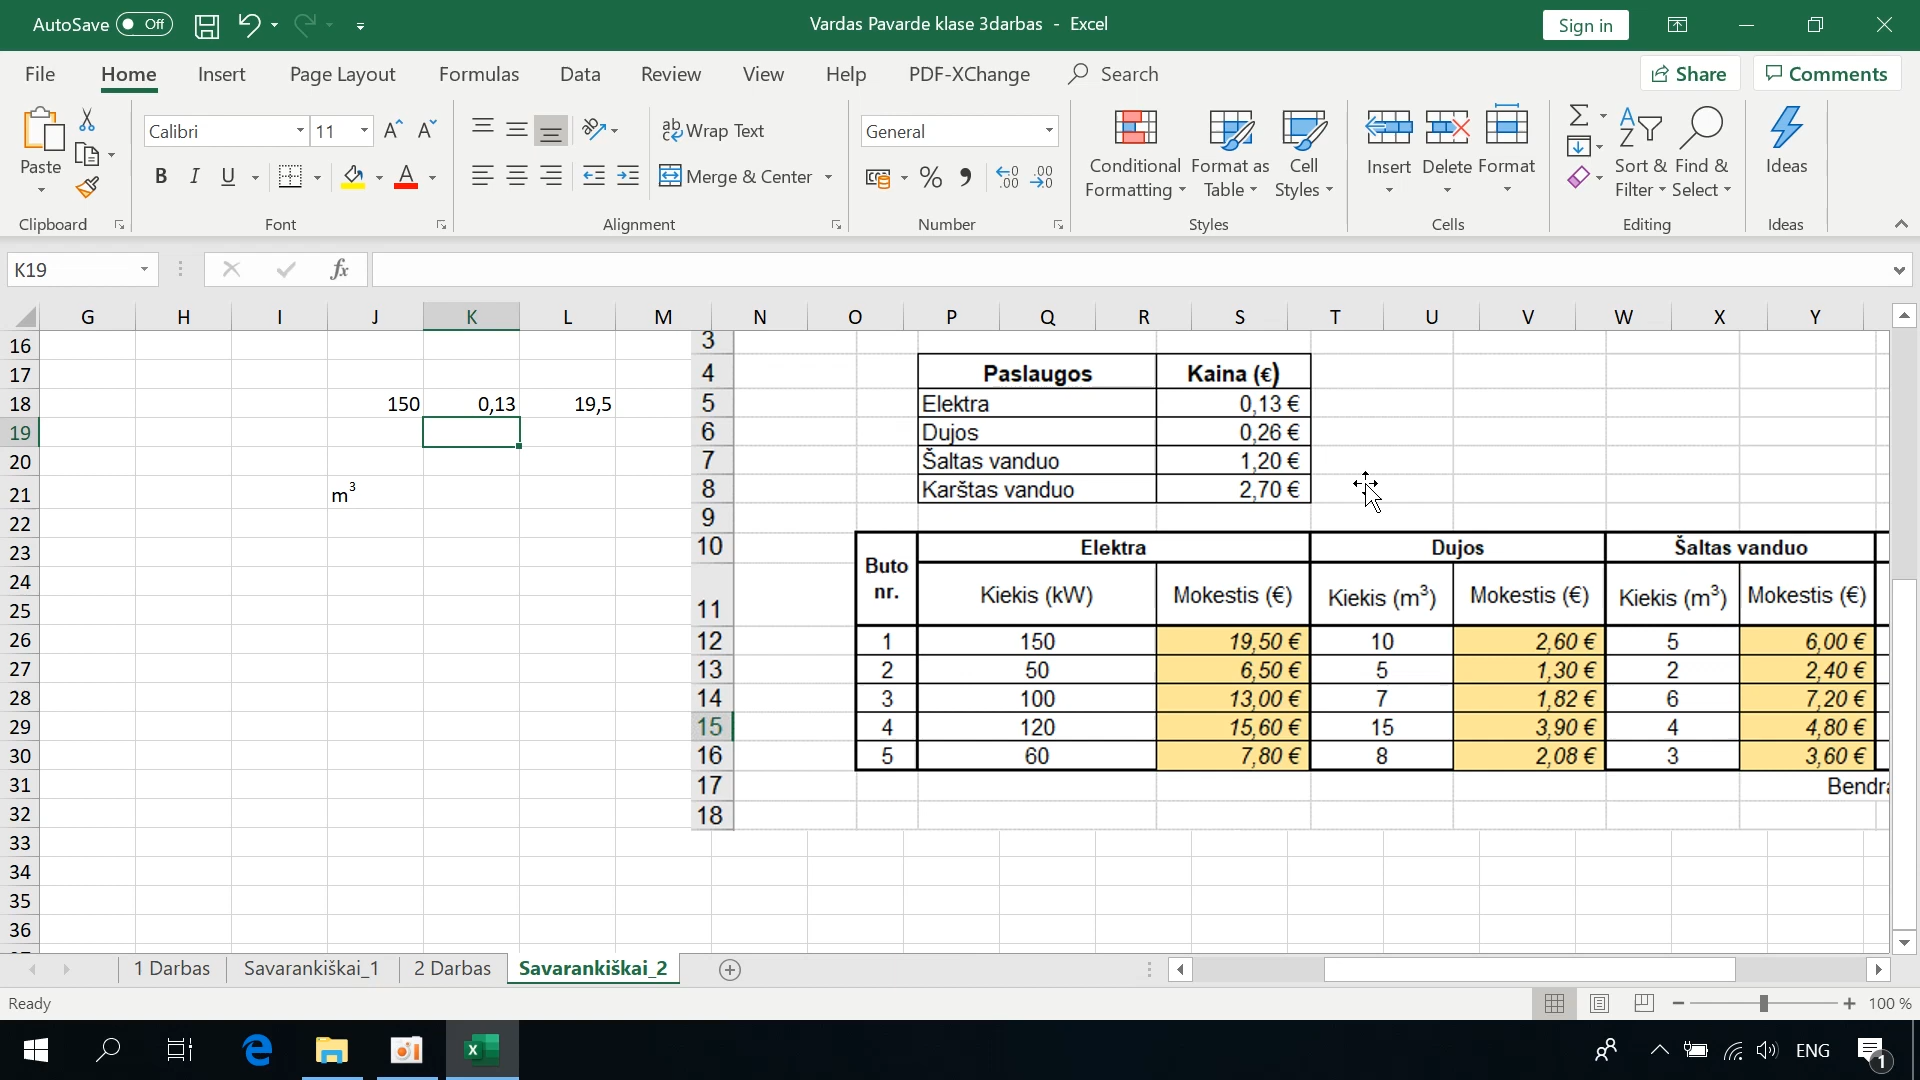 AutoSave Off
Vardas Pavarde klase 3darbas - Excel
Sign in
File Home Insert Page Layout Formulas Data Review View Help PDF-XChange Search
Share Comments
Paste
Clipboard
Calibri 11
B I U
Font
Wrap Text
Merge & Center
Alignment
General
Number
Conditional Formatting
Format as Table
Cell Styles
Styles
Insert Delete Format
Cells
Sort & Filter
Find & Select
Editing
Ideas
Ideas
K19 fx
G H I J K L M N O P Q R S T U V W X Y
16
17
18 150 0,13 19,5
19
20
21 m³
22
23
24
25
26
27
28
29
30
31
32
33
34
35
36
3
4 Paslaugos Kaina (€)
5 Elektra 0,13 €
6 Dujos 0,26 €
7 Šaltas vanduo 1,20 €
8 Karštas vanduo 2,70 €
9
10 Buto nr. Elektra Dujos Šaltas vanduo
11 Kiekis (kW) Mokestis (€) Kiekis (m³) Mokestis (€) Kiekis (m³) Mokestis (€)
12 1 150 19,50 € 10 2,60 € 5 6,00 €
13 2 50 6,50 € 5 1,30 € 2 2,40 €
14 3 100 13,00 € 7 1,82 € 6 7,20 €
15 4 120 15,60 € 15 3,90 € 4 4,80 €
16 5 60 7,80 € 8 2,08 € 3 3,60 €
17
18
1 Darbas Savarankiškai_1 2 Darbas Savarankiškai_2
Ready
100 %
ENG
1